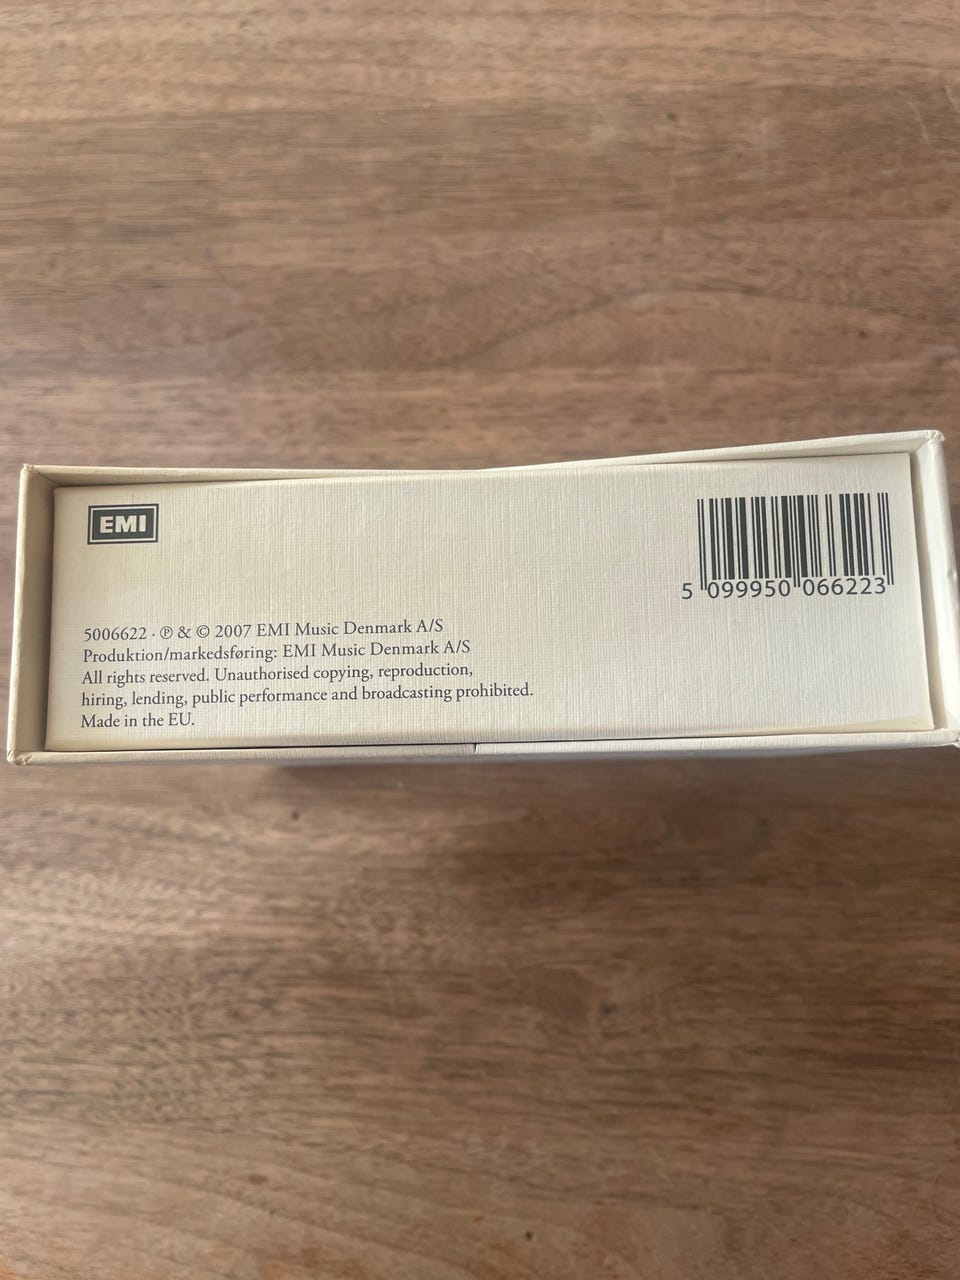 EMI
5 099950 066223
5006622 · ℗ & © 2007 EMI Music Denmark A/S
Produktion/markedsføring: EMI Music Denmark A/S
All rights reserved. Unauthorised copying, reproduction,
hiring, lending, public performance and broadcasting prohibited.
Made in the EU.